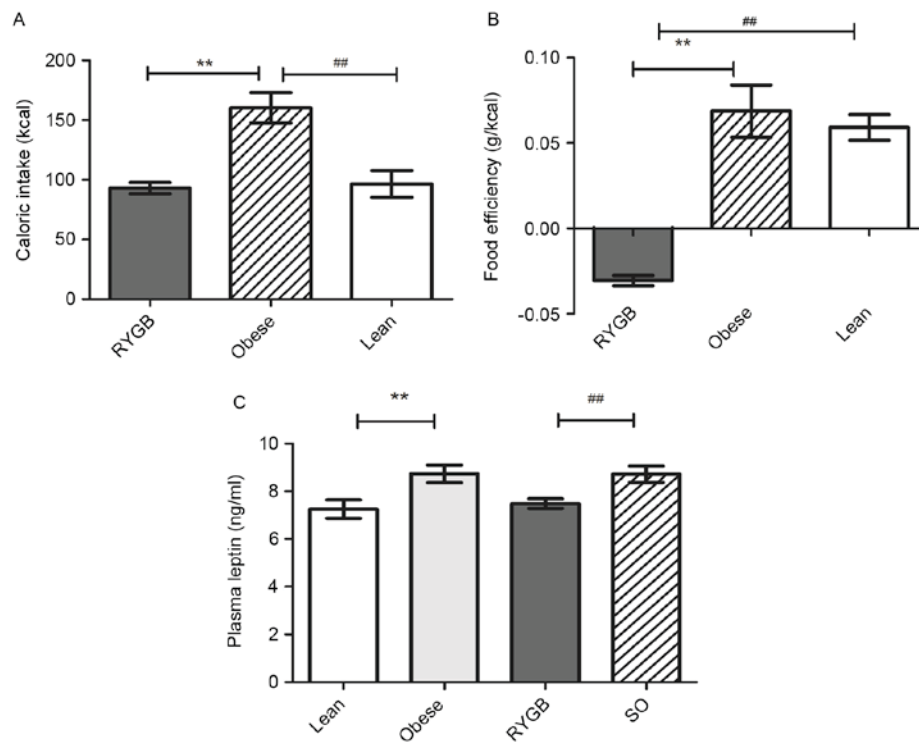 A
**
##
200
150
100
50
0
Caloric intake (kcal)
RYGB
Obese
Lean
B
##
**
0.10
0.05
0.00
-0.05
Food efficiency (g/kcal)
RYGB
Obese
Lean
C
**
##
10
8
6
4
2
0
Plasma leptin (ng/ml)
Lean
Obese
RYGB
SO